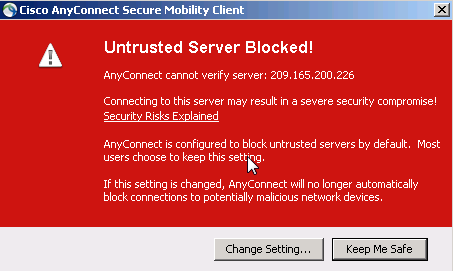 Cisco AnyConnect Secure Mobility Client
Untrusted Server Blocked!
AnyConnect cannot verify server: 209.165.200.226
Connecting to this server may result in a severe security compromise!
Security Risks Explained
AnyConnect is configured to block untrusted servers by default. Most
users choose to keep this setting.
If this setting is changed, AnyConnect will no longer automatically
block connections to potentially malicious network devices.
Change Setting...
Keep Me Safe